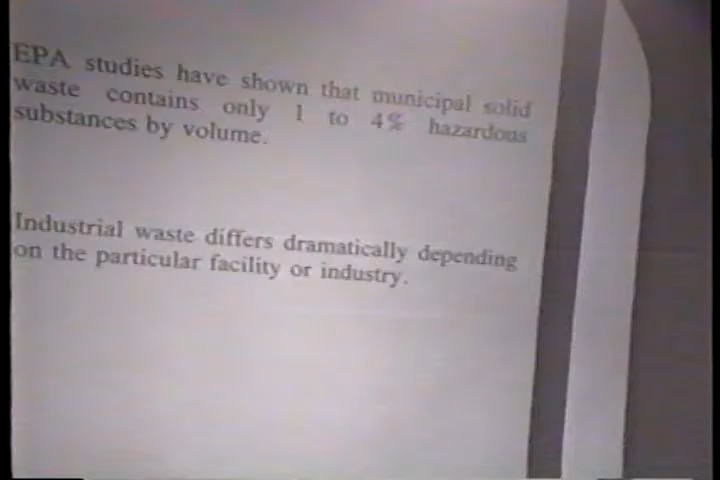 EPA studies have shown that municipal solid
waste contains only 1 to 4% hazardous
substances by volume.
Industrial waste differs dramatically depending
on the particular facility or industry.